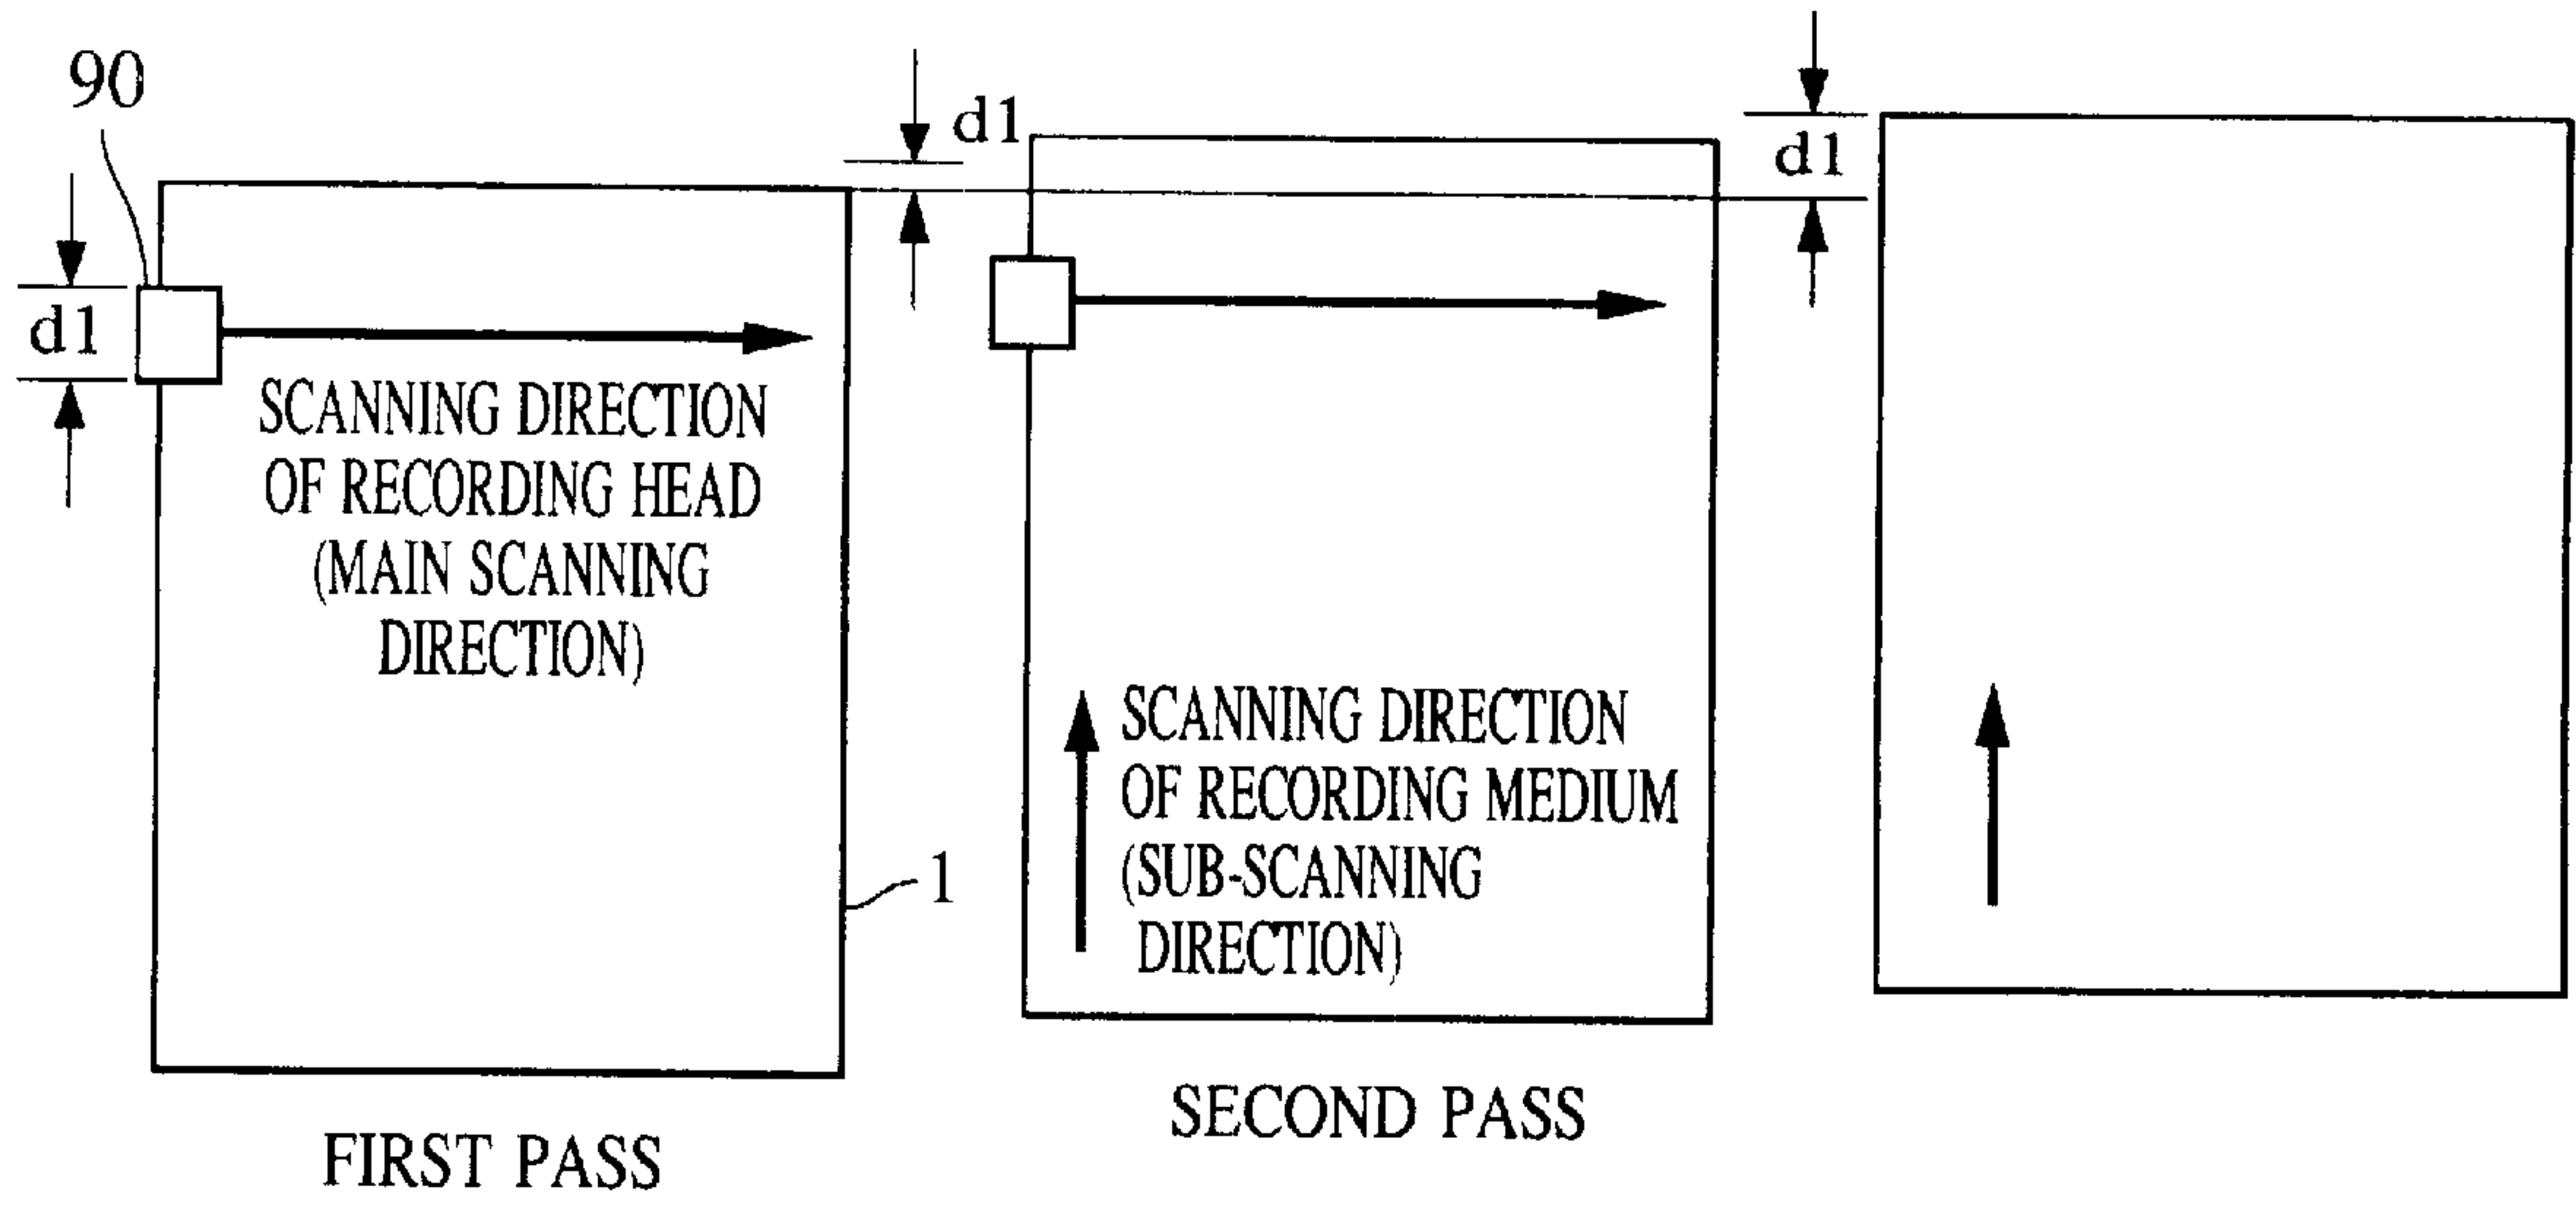 90
d1
d1
d1
SCANNING DIRECTION
OF RECORDING HEAD
(MAIN SCANNING
DIRECTION)
1
SCANNING DIRECTION
OF RECORDING MEDIUM
(SUB-SCANNING
DIRECTION)
FIRST PASS
SECOND PASS